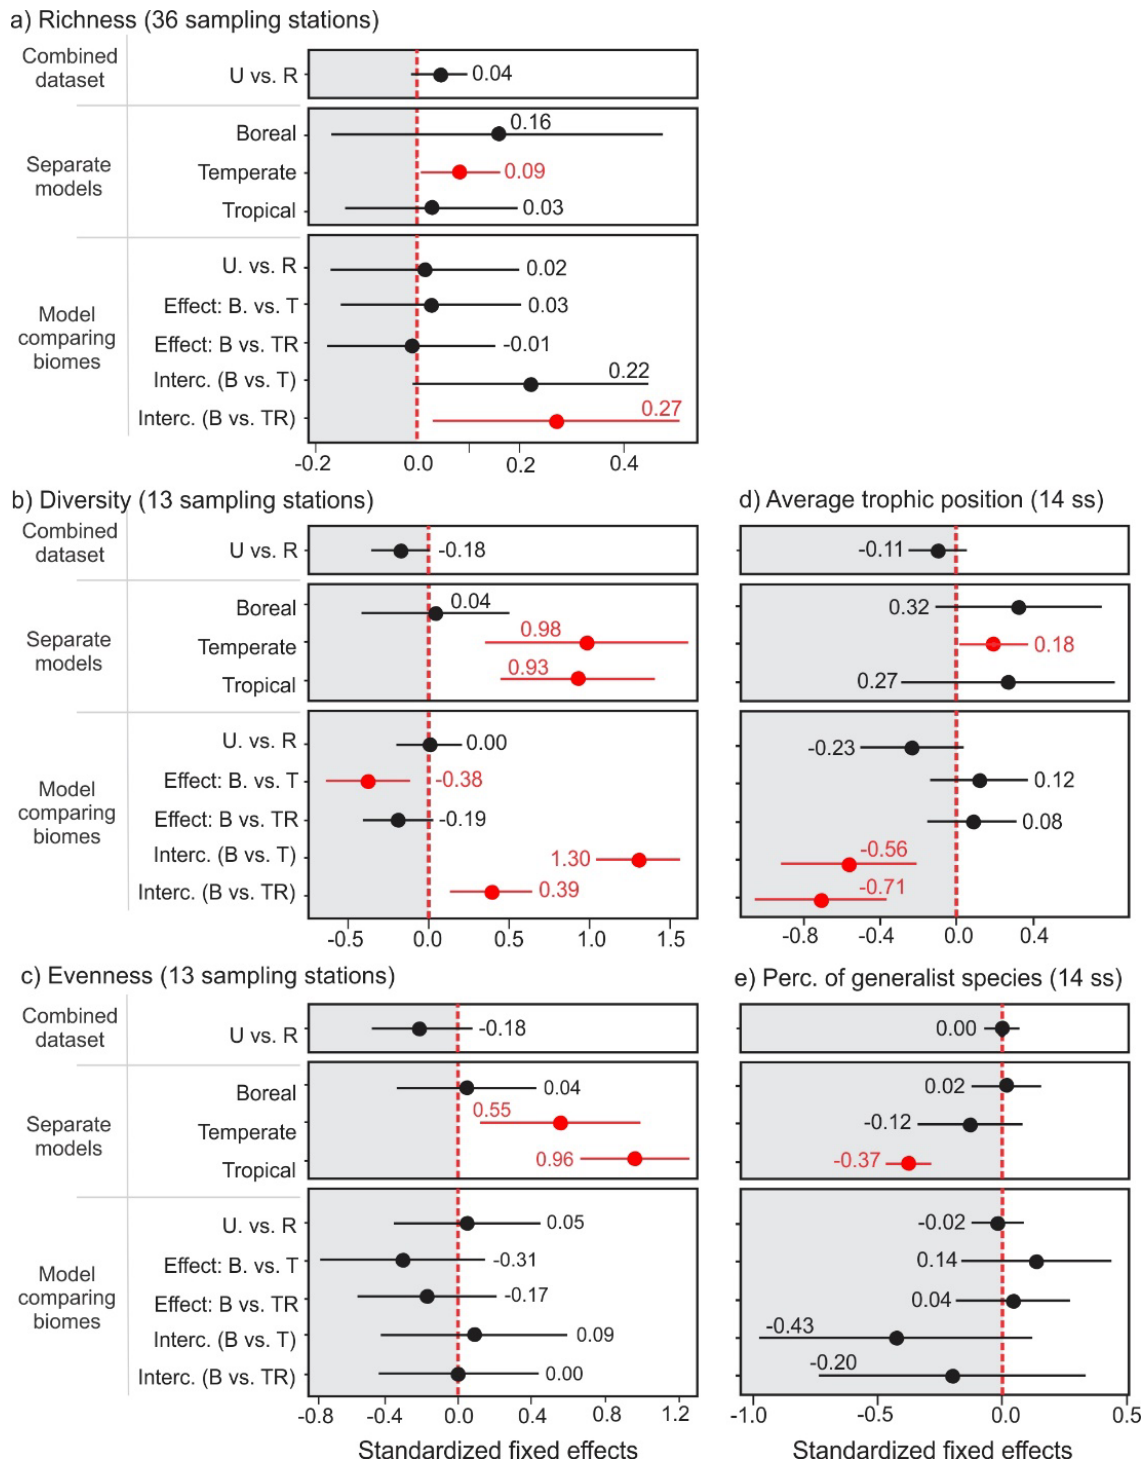 a) Richness (36 sampling stations)
Combined
dataset
U vs. R
0.04
Separate
models
Boreal
0.16
Temperate
0.09
Tropical
0.03
Model
comparing
biomes
U. vs. R
0.02
Effect: B. vs. T
0.03
Effect: B vs. TR
-0.01
Interc. (B vs. T)
0.22
Interc. (B vs. TR)
0.27
-0.2 0.0 0.2 0.4
b) Diversity (13 sampling stations)
Combined
dataset
U vs. R
-0.18
Separate
models
Boreal
0.04
Temperate
0.98
Tropical
0.93
Model
comparing
biomes
U. vs. R
0.00
Effect: B. vs. T
-0.38
Effect: B vs. TR
-0.19
Interc. (B vs. T)
1.30
Interc. (B vs. TR)
0.39
-0.5 0.0 0.5 1.0 1.5
d) Average trophic position (14 ss)
-0.11
0.32
0.18
0.27
-0.23
0.12
0.08
-0.56
-0.71
-0.8 -0.4 0.0 0.4
c) Evenness (13 sampling stations)
Combined
dataset
U vs. R
-0.18
Separate
models
Boreal
0.04
Temperate
0.55
Tropical
0.96
Model
comparing
biomes
U. vs. R
0.05
Effect: B. vs. T
-0.31
Effect: B vs. TR
-0.17
Interc. (B vs. T)
0.09
Interc. (B vs. TR)
0.00
-0.8 -0.4 0.0 0.4 0.8 1.2
Standardized fixed effects
e) Perc. of generalist species (14 ss)
0.00
0.02
-0.12
-0.37
-0.02
0.14
0.04
-0.43
-0.20
-1.0 -0.5 0.0 0.5
Standardized fixed effects